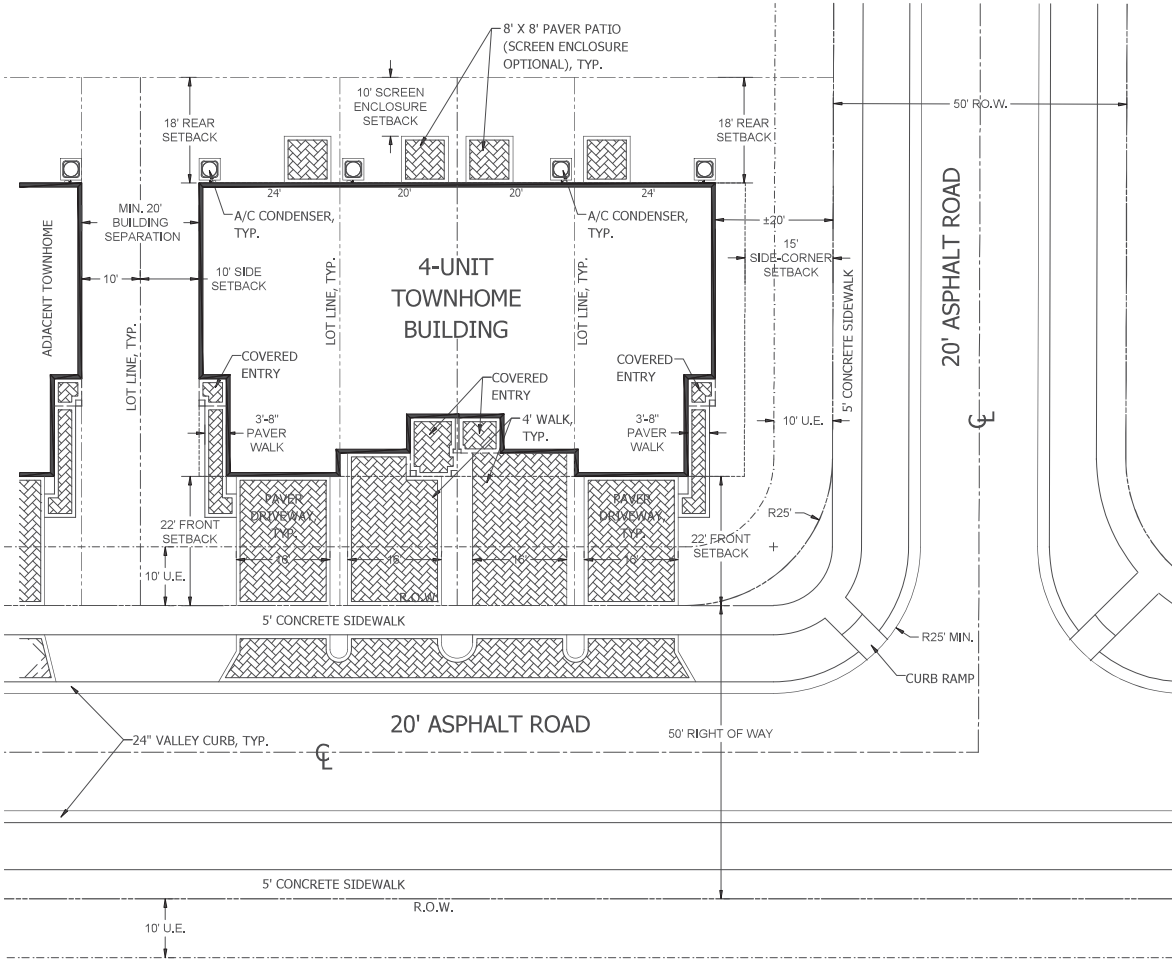 8' X 8' PAVER PATIO
(SCREEN ENCLOSURE
OPTIONAL), TYP.
10' SCREEN
ENCLOSURE
SETBACK
18' REAR
SETBACK
18' REAR
SETBACK
50' R.O.W.
24'
20'
20'
24'
A/C CONDENSER,
TYP.
A/C CONDENSER,
TYP.
MIN. 20'
BUILDING
SEPARATION
10'
10' SIDE
SETBACK
ADJACENT TOWNHOME
LOT LINE, TYP.
LOT LINE, TYP.
LOT LINE, TYP.
4-UNIT
TOWNHOME
BUILDING
±20'
15'
SIDE-CORNER
SETBACK
5' CONCRETE SIDEWALK
20' ASPHALT ROAD
CL
COVERED
ENTRY
COVERED
ENTRY
COVERED
ENTRY
3'-8"
PAVER
WALK
4' WALK,
TYP.
3'-8"
PAVER
WALK
10' U.E.
PAVER
DRIVEWAY,
TYP.
PAVER
DRIVEWAY,
TYP.
R25'
22' FRONT
SETBACK
22' FRONT
SETBACK
16'
16'
16'
16'
10' U.E.
R.O.W.
5' CONCRETE SIDEWALK
R25' MIN.
CURB RAMP
20' ASPHALT ROAD
50' RIGHT OF WAY
24" VALLEY CURB, TYP.
CL
5' CONCRETE SIDEWALK
R.O.W.
10' U.E.